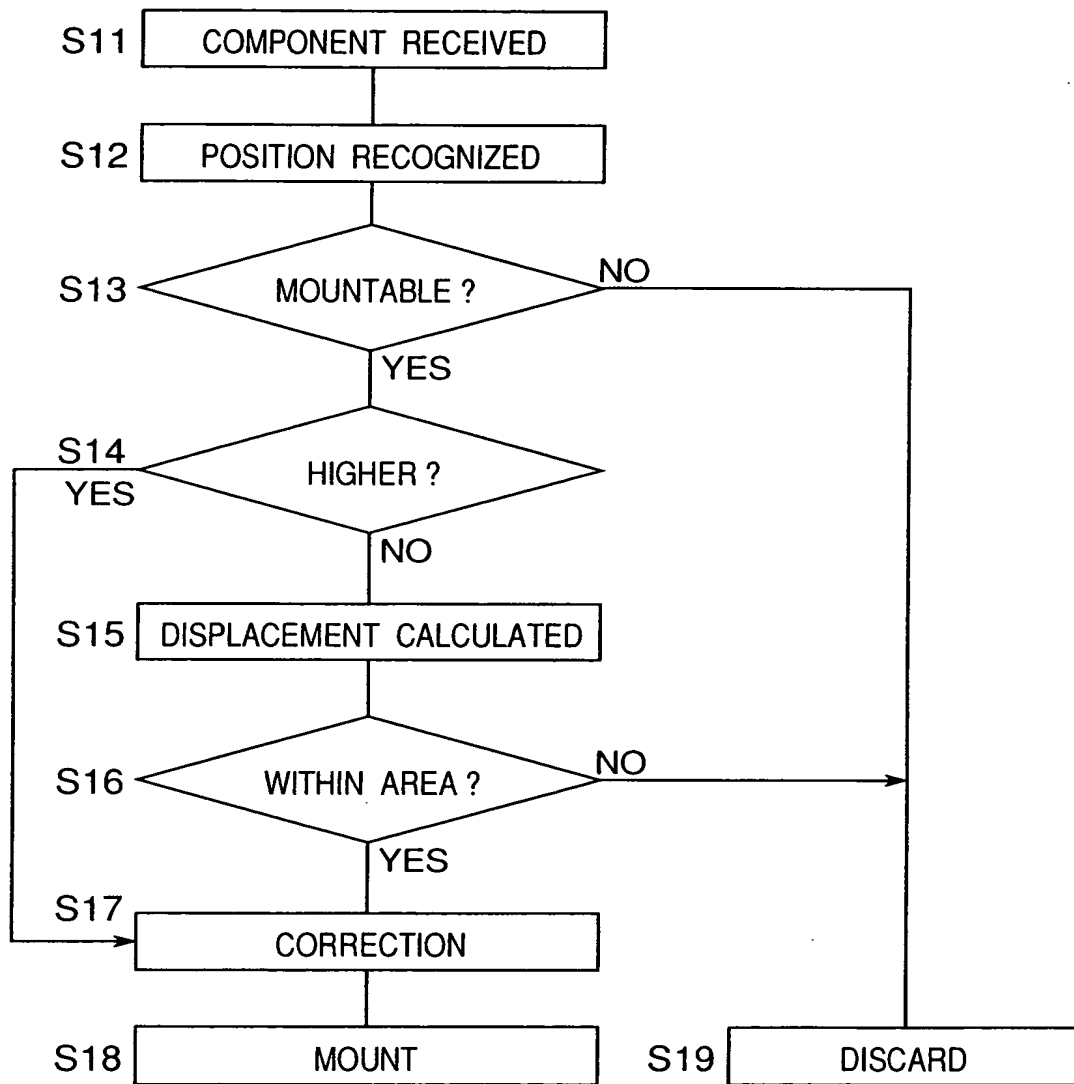 S11 COMPONENT RECEIVED
S12 POSITION RECOGNIZED
S13 MOUNTABLE ? NO
YES
S14 HIGHER ?
YES
NO
S15 DISPLACEMENT CALCULATED
S16 WITHIN AREA ? NO
YES
S17 CORRECTION
S18 MOUNT S19 DISCARD